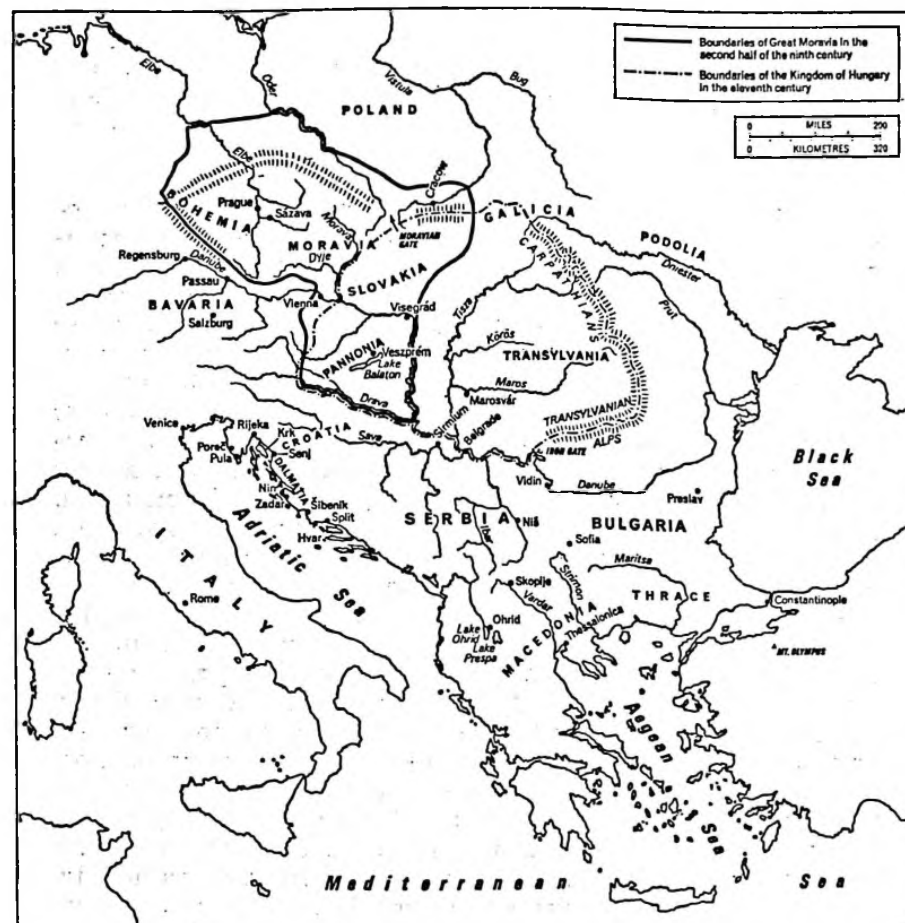 Boundaries of Great Moravia in the
second half of the ninth century
Boundaries of the Kingdom of Hungary
in the eleventh century
0 MILES 200
0 KILOMETRES 320
Elbe
Oder
Vistula
Bug
POLAND
Elbe
Cracow
BOHEMIA
Prague
Sázava
Morava
MORAVIAN
GATE
GALICIA
MORAVIA
Dyje
PODOLIA
Dniester
Regensburg
Danube
SLOVAKIA
CARPATHIANS
Prut
Passau
BAVARIA
Vienna
Visegrád
Tisza
Salzburg
Körös
TRANSYLVANIA
PANNONIA
Veszprém
Lake
Balaton
Maros
Marosvár
Drava
TRANSYLVANIAN
ALPS
Sirmium
Belgrade
IRON GATE
Venice
Rijeka
Krk
CROATIA
Sava
Senj
Poreč
Pula
Vidin
Danube
Preslav
Black
Sea
DALMATIA
Nin
Zadar
Šibenik
Split
Hvar
SERBIA
Ibar
Niš
BULGARIA
Sofia
Adriatic
Sea
ITALY
Maritsa
Skoplje
Strimon
THRACE
Constantinople
Rome
Vardar
MACEDONIA
Ohrid
Lake
Ohrid
Lake
Prespa
Thessalonica
MT. OLYMPUS
Aegean
Sea
Mediterranean Sea